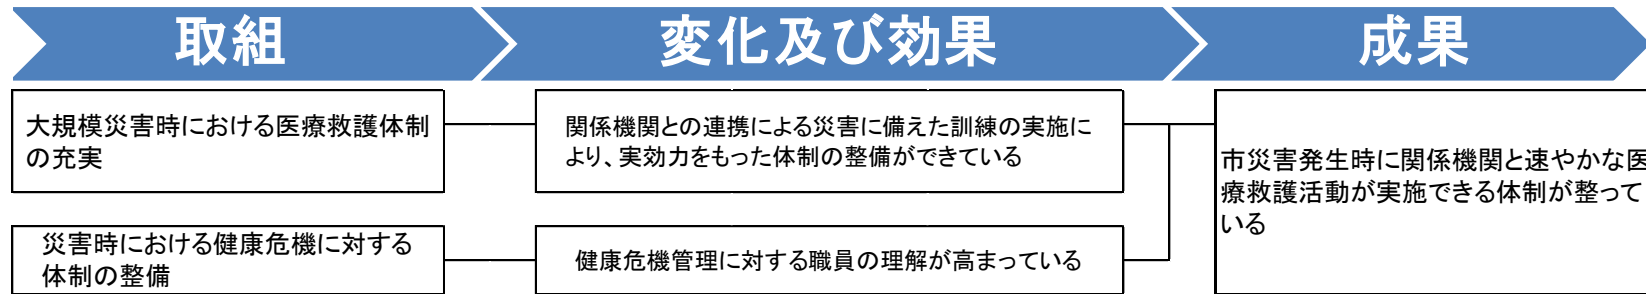 取組
変化及び効果
成果
大規模災害時における医療救護体制
の充実
関係機関との連携による災害に備えた訓練の実施に
より、実効力をもった体制の整備ができている
市災害発生時に関係機関と速やかな医
療救護活動が実施できる体制が整って
いる
災害時における健康危機に対する
体制の整備
健康危機管理に対する職員の理解が高まっている